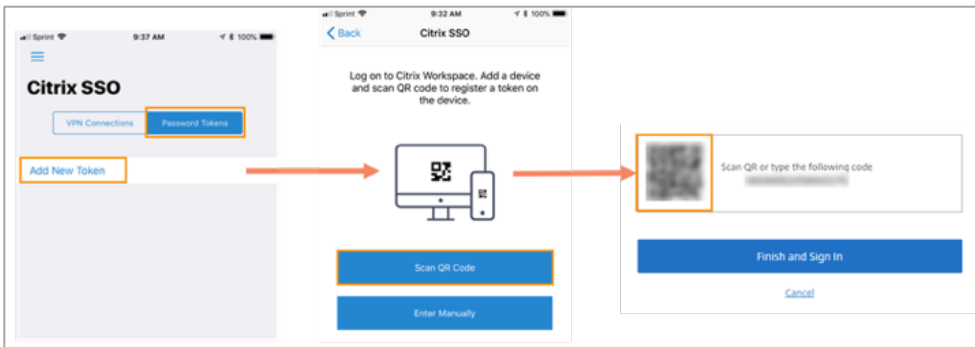 Sprint 9:37 AM 100%
Citrix SSO
VPN Connections Password Tokens
Add New Token
Sprint 9:32 AM 100%
Back Citrix SSO
Log on to Citrix Workspace. Add a device
and scan QR code to register a token on
the device.
Scan QR Code
Enter Manually
Scan QR or type the following code
Finish and Sign In
Cancel